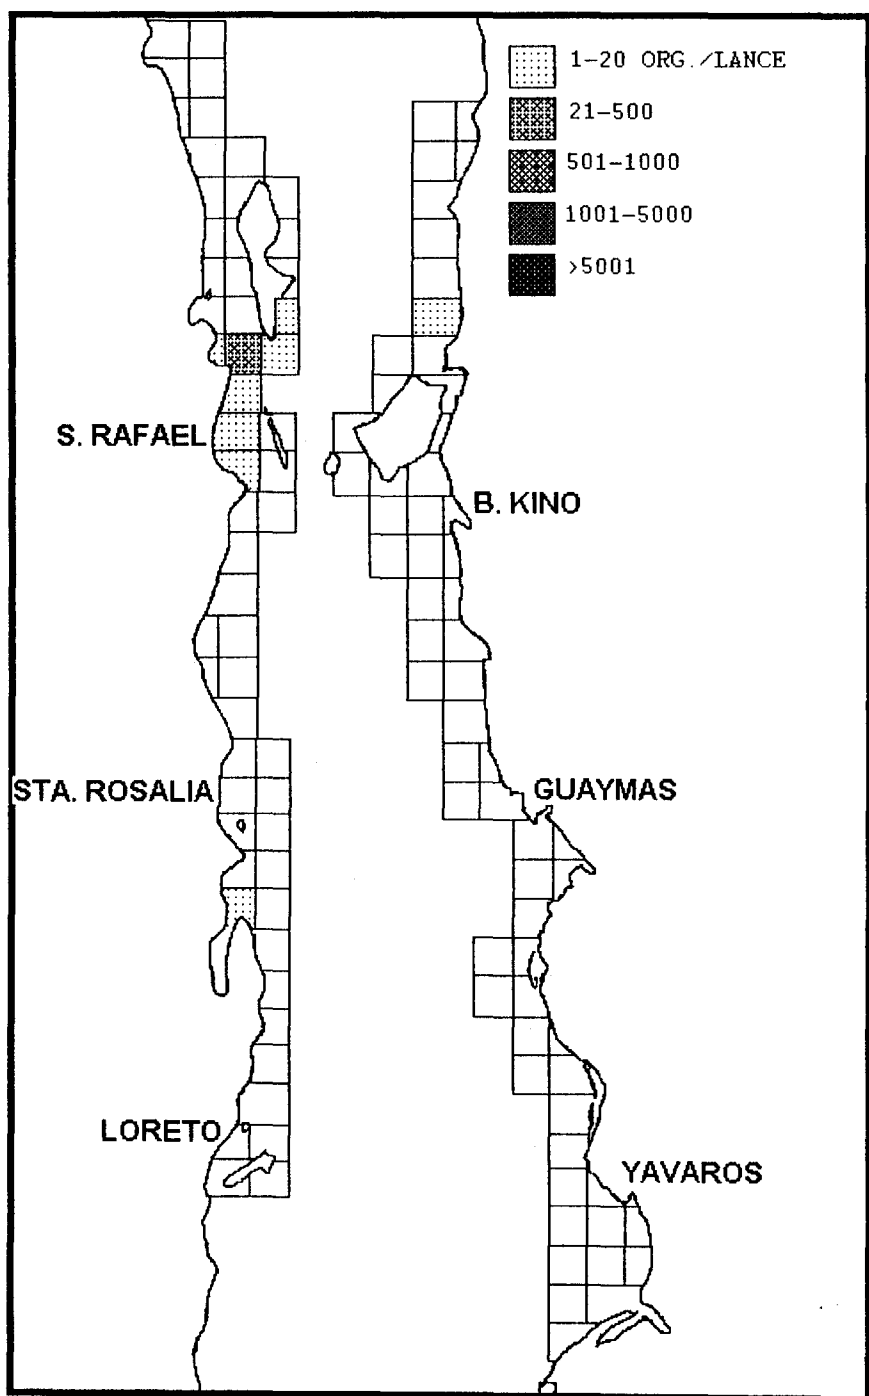 1-20 ORG./LANCE
21-500
501-1000
1001-5000
>5001
S. RAFAEL
B. KINO
STA. ROSALIA
GUAYMAS
LORETO
YAVAROS